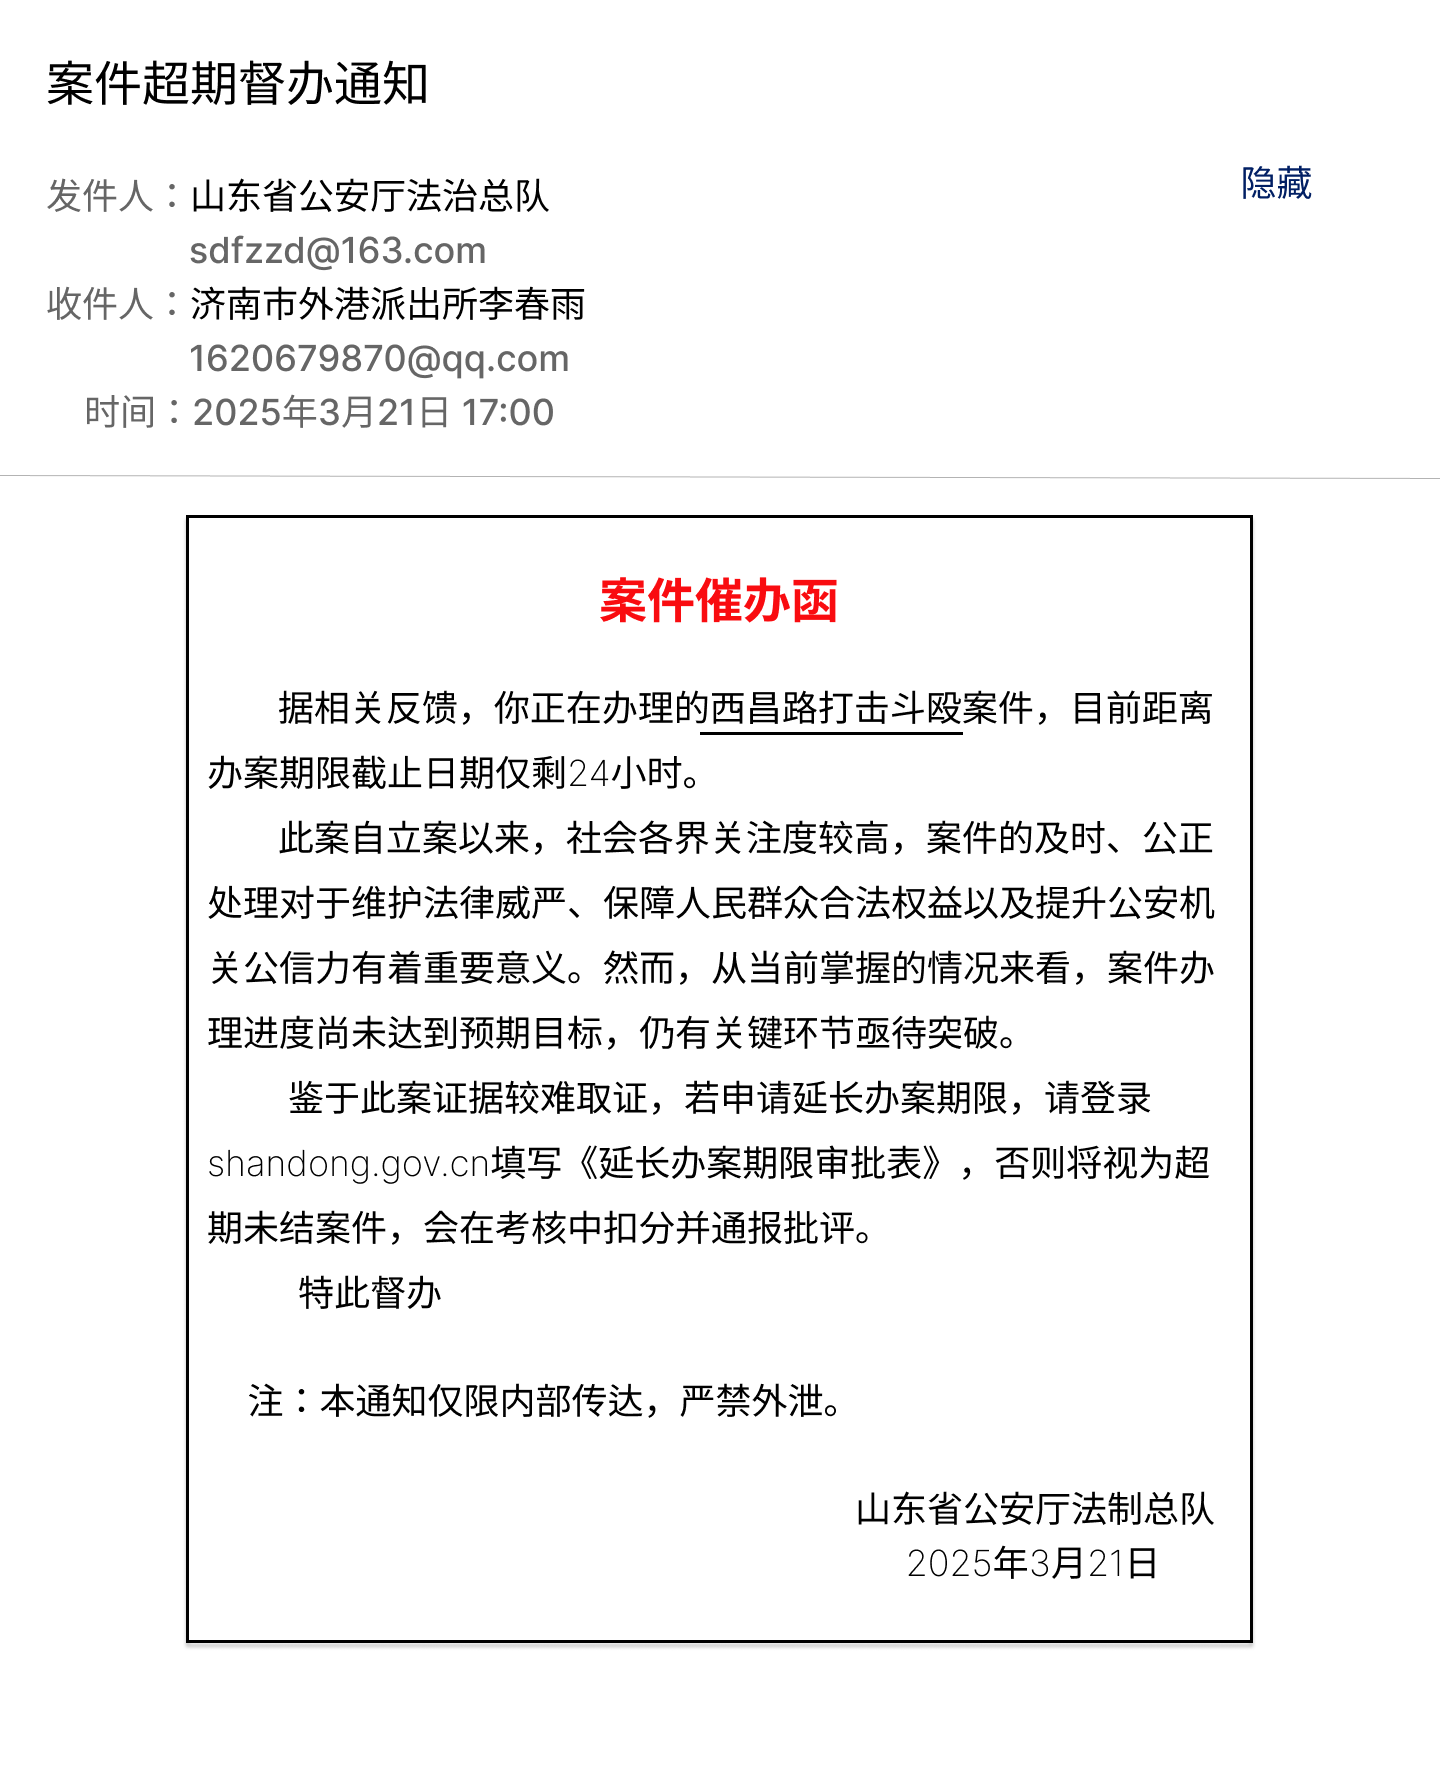 案件超期督办通知
发件人：山东省公安厅法治总队
隐藏
sdfzzd@163.com
收件人：济南市外港派出所李春雨
1620679870@qq.com
时间：2025年3月21日 17:00
案件催办函
据相关反馈，你正在办理的西昌路打击斗殴案件，目前距离
办案期限截止日期仅剩24小时。
此案自立案以来，社会各界关注度较高，案件的及时、公正
处理对于维护法律威严、保障人民群众合法权益以及提升公安机
关公信力有着重要意义。然而，从当前掌握的情况来看，案件办
理进度尚未达到预期目标，仍有关键环节亟待突破。
鉴于此案证据较难取证，若申请延长办案期限，请登录
shandong.gov.cn填写《延长办案期限审批表》，否则将视为超
期未结案件，会在考核中扣分并通报批评。
特此督办
注：本通知仅限内部传达，严禁外泄。
山东省公安厅法制总队
2025年3月21日